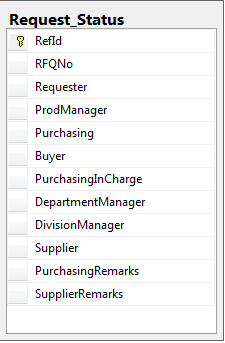 Request_Status
RefId
RFQNo
Requester
ProdManager
Purchasing
Buyer
PurchasingInCharge
DepartmentManager
DivisionManager
Supplier
PurchasingRemarks
SupplierRemarks